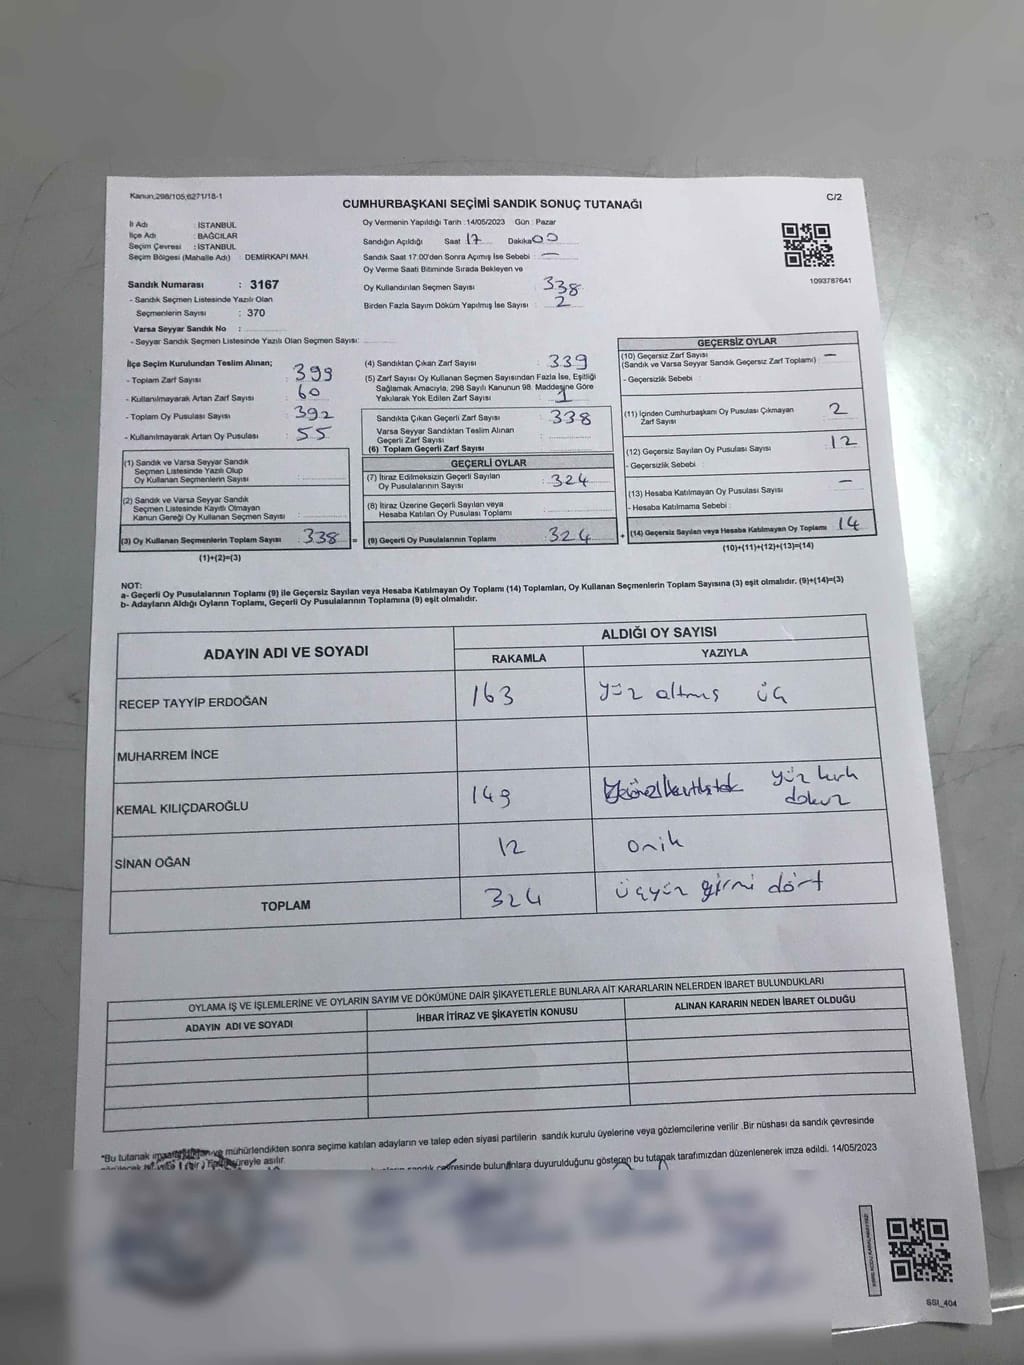 Kanun:298/105;6271/18-1
C/2
CUMHURBAŞKANI SEÇİMİ SANDIK SONUÇ TUTANAĞI
İl Adı : İSTANBUL
İlçe Adı : BAĞCILAR
Seçim Çevresi : İSTANBUL
Seçim Bölgesi (Mahalle Adı) : DEMİRKAPI MAH.
Oy Vermenin Yapıldığı Tarih :14/05/2023 Gün : Pazar
Sandığın Açıldığı Saat 17 Dakika 00
Sandık Saat 17:00'den Sonra Açımış İse Sebebi : —
Oy Verme Saati Bitiminde Sırada Bekleyen ve
Oy Kullandırılan Seçmen Sayısı : 338
Birden Fazla Sayım Döküm Yapılmış İse Sayısı : 2
1093787641
Sandık Numarası : 3167
- Sandık Seçmen Listesinde Yazılı Olan
Seçmenlerin Sayısı : 370
Varsa Seyyar Sandık No :
- Seyyar Sandık Seçmen Listesinde Yazılı Olan Seçmen Sayısı:
İlçe Seçim Kurulundan Teslim Alınan;
- Toplam Zarf Sayısı : 399
- Kullanılmayarak Artan Zarf Sayısı : 60
- Toplam Oy Pusulası Sayısı : 392
- Kullanılmayarak Artan Oy Pusulası : 55
(1) Sandık ve Varsa Seyyar Sandık
Seçmen Listesinde Yazılı Olup
Oy Kullanan Seçmenlerin Sayısı :
(2) Sandık ve Varsa Seyyar Sandık
Seçmen Listesinde Kayıtlı Olmayan
Kanun Gereği Oy Kullanan Seçmen Sayısı :
(3) Oy Kullanan Seçmenlerin Toplam Sayısı : 338 =
(1)+(2)=(3)
(4) Sandıktan Çıkan Zarf Sayısı : 339
(5) Zarf Sayısı Oy Kullanan Seçmen Sayısından Fazla İse, Eşitliği
Sağlamak Amacıyla, 298 Sayılı Kanunun 98. Maddesine Göre
Yakılarak Yok Edilen Zarf Sayısı : 1
Sandıkta Çıkan Geçerli Zarf Sayısı : 338
Varsa Seyyar Sandıktan Teslim Alınan
Geçerli Zarf Sayısı :
(6) Toplam Geçerli Zarf Sayısı :
GEÇERLİ OYLAR
(7) İtiraz Edilmeksizin Geçerli Sayılan
Oy Pusulalarının Sayısı : 324
(8) İtiraz Üzerine Geçerli Sayılan veya
Hesaba Katılan Oy Pusulası Toplamı :
(9) Geçerli Oy Pusulalarının Toplamı : 324 +
GEÇERSİZ OYLAR
(10) Geçersiz Zarf Sayısı : —
(Sandık ve Varsa Seyyar Sandık Geçersiz Zarf Toplamı)
- Geçersizlik Sebebi :
(11) İçinden Cumhurbaşkanı Oy Pusulası Çıkmayan
Zarf Sayısı : 2
(12) Geçersiz Sayılan Oy Pusulası Sayısı : 12
- Geçersizlik Sebebi :
(13) Hesaba Katılmayan Oy Pusulası Sayısı : —
- Hesaba Katılmama Sebebi :
(14) Geçersiz Sayılan veya Hesaba Katılmayan Oy Toplamı : 14
(10)+(11)+(12)+(13)=(14)
NOT:
a- Geçerli Oy Pusulalarının Toplamı (9) ile Geçersiz Sayılan veya Hesaba Katılmayan Oy Toplamı (14) Toplamları, Oy Kullanan Seçmenlerin Toplam Sayısına (3) eşit olmalıdır. (9)+(14)=(3)
b- Adayların Aldığı Oyların Toplamı, Geçerli Oy Pusulalarının Toplamına (9) eşit olmalıdır.
ADAYIN ADI VE SOYADI
ALDIĞI OY SAYISI
RAKAMLA YAZIYLA
RECEP TAYYİP ERDOĞAN 163 yüz altmış üç
MUHARREM İNCE
KEMAL KILIÇDAROĞLU 149 yüz kırk
dokuz
SİNAN OĞAN 12 oniki
TOPLAM 324 üçyüz yirmi dört
OYLAMA İŞ VE İŞLEMLERİNE VE OYLARIN SAYIM VE DÖKÜMÜNE DAİR ŞİKAYETLERLE BUNLARA AİT KARARLARIN NELERDEN İBARET BULUNDUKLARI
ADAYIN ADI VE SOYADI İHBAR İTİRAZ VE ŞİKAYETİN KONUSU ALINAN KARARIN NEDEN İBARET OLDUĞU
*Bu tutanak mühürlendikten sonra seçime katılan adayların ve talep eden siyasi partilerin sandık kurulu üyelerine veya gözlemcilerine verilir .Bir nüshası da sandık çevresinde
süreyle asılır.
sandık çevresinde bulunanlara duyurulduğunu gösteren bu tutanak tarafımızdan düzenlenerek imza edildi. 14/05/2023
SSI_404